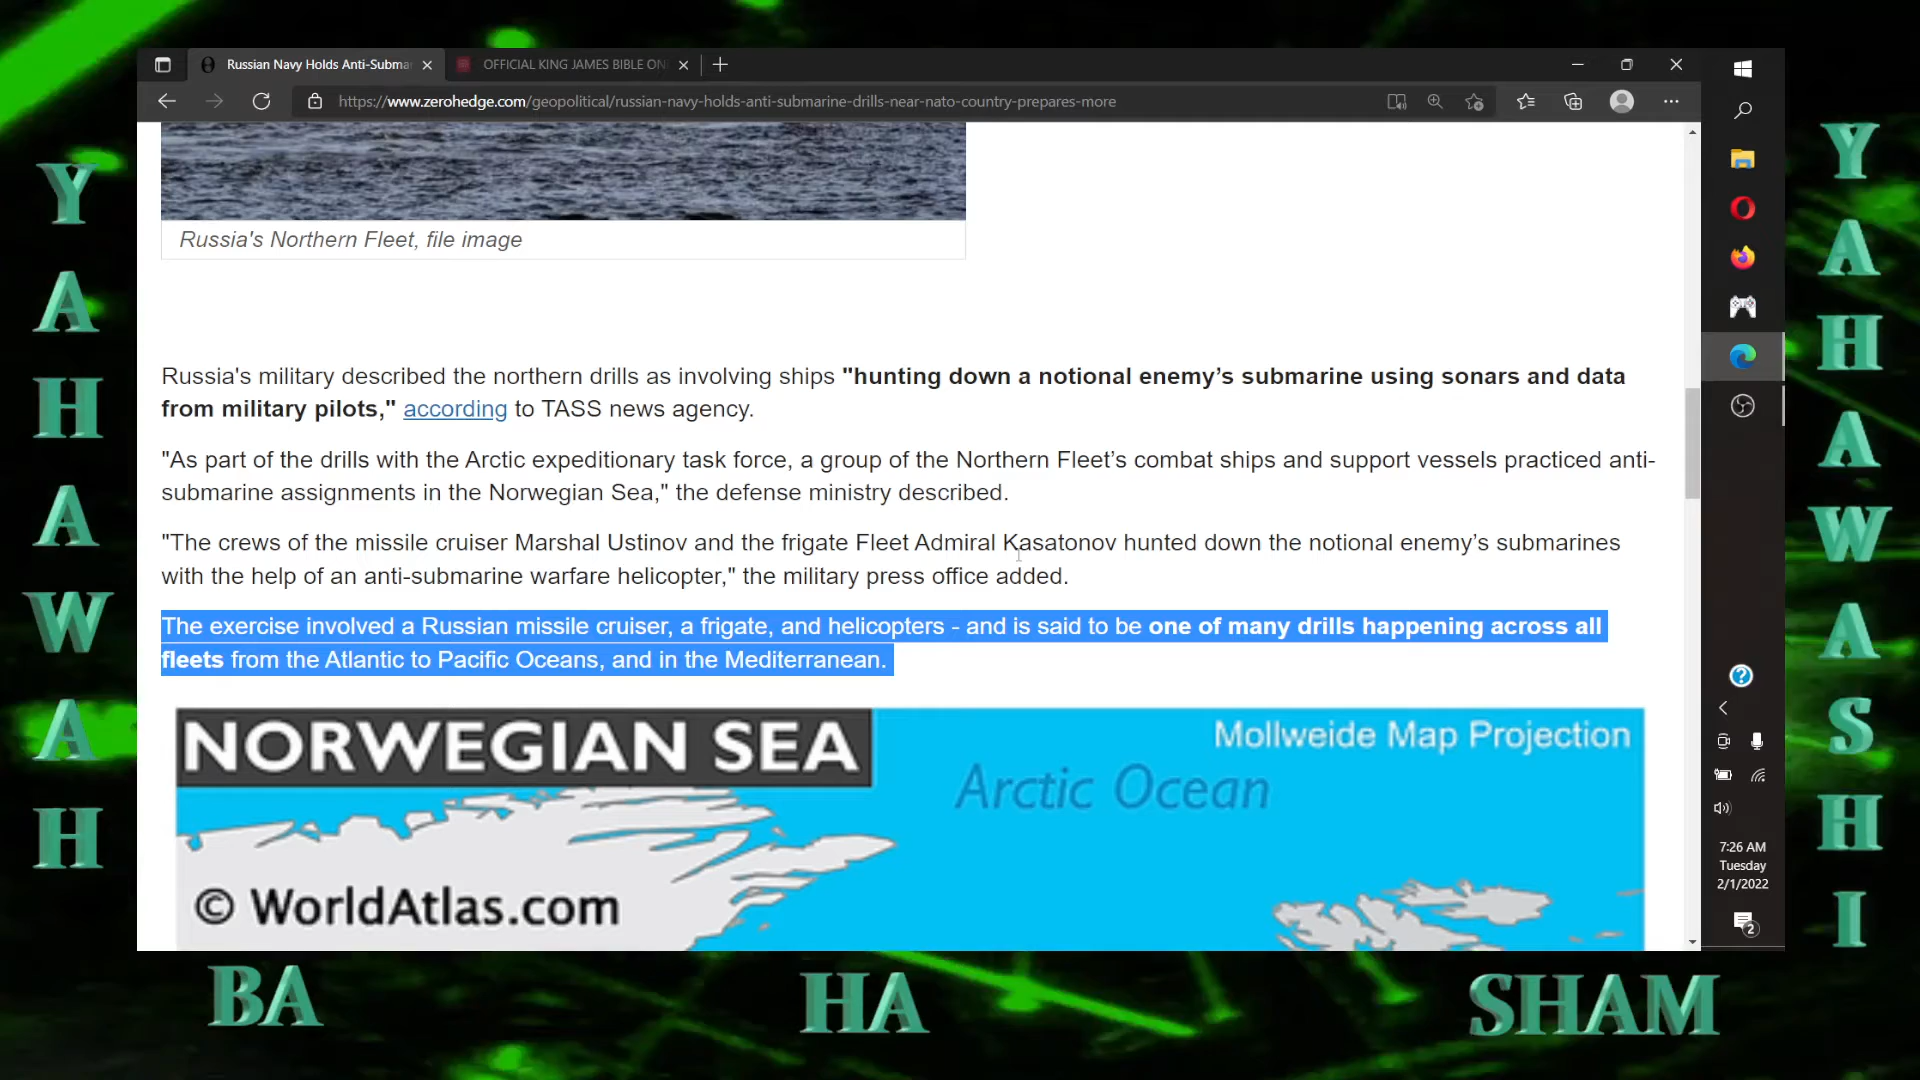 Russian Navy Holds Anti-Subma
OFFICIAL KING JAMES BIBLE ON
https://www.zerohedge.com/geopolitical/russian-navy-holds-anti-submarine-drills-near-nato-country-prepares-more
Russia's Northern Fleet, file image
Russia's military described the northern drills as involving ships "hunting down a notional enemy’s submarine using sonars and data
from military pilots," according to TASS news agency.
"As part of the drills with the Arctic expeditionary task force, a group of the Northern Fleet’s combat ships and support vessels practiced anti-
submarine assignments in the Norwegian Sea," the defense ministry described.
"The crews of the missile cruiser Marshal Ustinov and the frigate Fleet Admiral Kasatonov hunted down the notional enemy’s submarines
with the help of an anti-submarine warfare helicopter," the military press office added.
The exercise involved a Russian missile cruiser, a frigate, and helicopters - and is said to be one of many drills happening across all
fleets from the Atlantic to Pacific Oceans, and in the Mediterranean.
NORWEGIAN SEA
Mollweide Map Projection
Arctic Ocean
© WorldAtlas.com
7:26 AM
Tuesday
2/1/2022
2
YAHAWAH
YAHAWASHI
BA HA SHAM